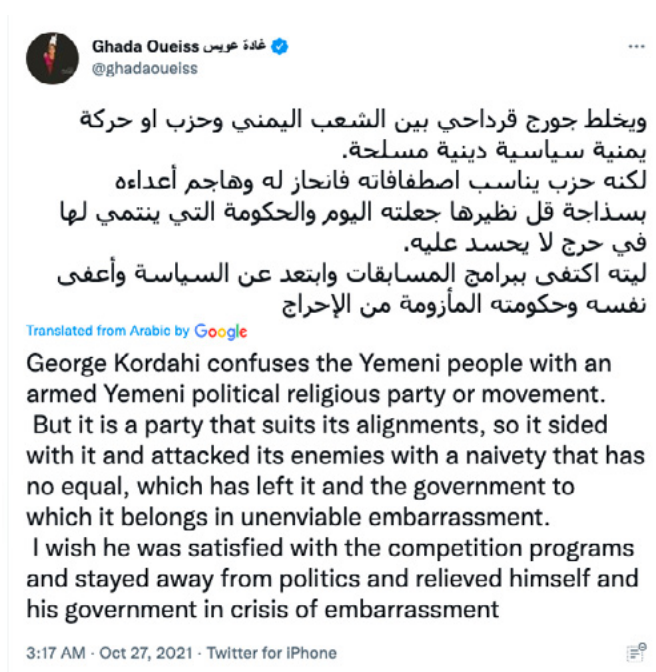 Ghada Oueiss غادة عويس
@ghadaoueiss
ويخلط جورج قرداحي بين الشعب اليمني وحزب او حركة
يمنية سياسية دينية مسلحة.
لكنه حزب يناسب اصطفافاته فانحاز له وهاجم أعداءه
بسذاجة قل نظيرها جعلته اليوم والحكومة التي ينتمي لها
في حرج لا يحسد عليه.
ليته اكتفى ببرامج المسابقات وابتعد عن السياسة وأعفى
نفسه وحكومته المأزومة من الإحراج
Translated from Arabic by Google
George Kordahi confuses the Yemeni people with an
armed Yemeni political religious party or movement.
But it is a party that suits its alignments, so it sided
with it and attacked its enemies with a naivety that has
no equal, which has left it and the government to
which it belongs in unenviable embarrassment.
I wish he was satisfied with the competition programs
and stayed away from politics and relieved himself and
his government in crisis of embarrassment
3:17 AM · Oct 27, 2021 · Twitter for iPhone